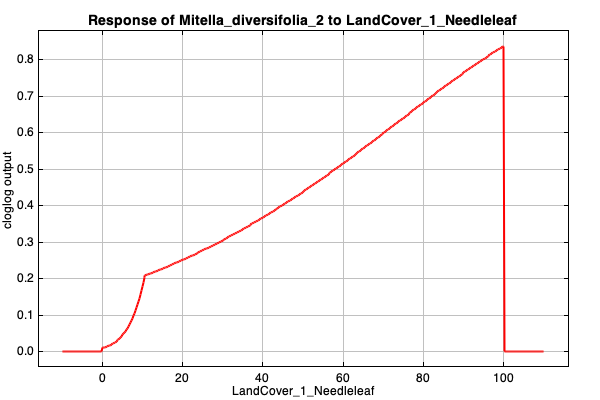 Response of Mitella_diversifolia_2 to LandCover_1_Needleleaf
cloglog output
0.8
0.7
0.6
0.5
0.4
0.3
0.2
0.1
0.0
0 20 40 60 80 100
LandCover_1_Needleleaf